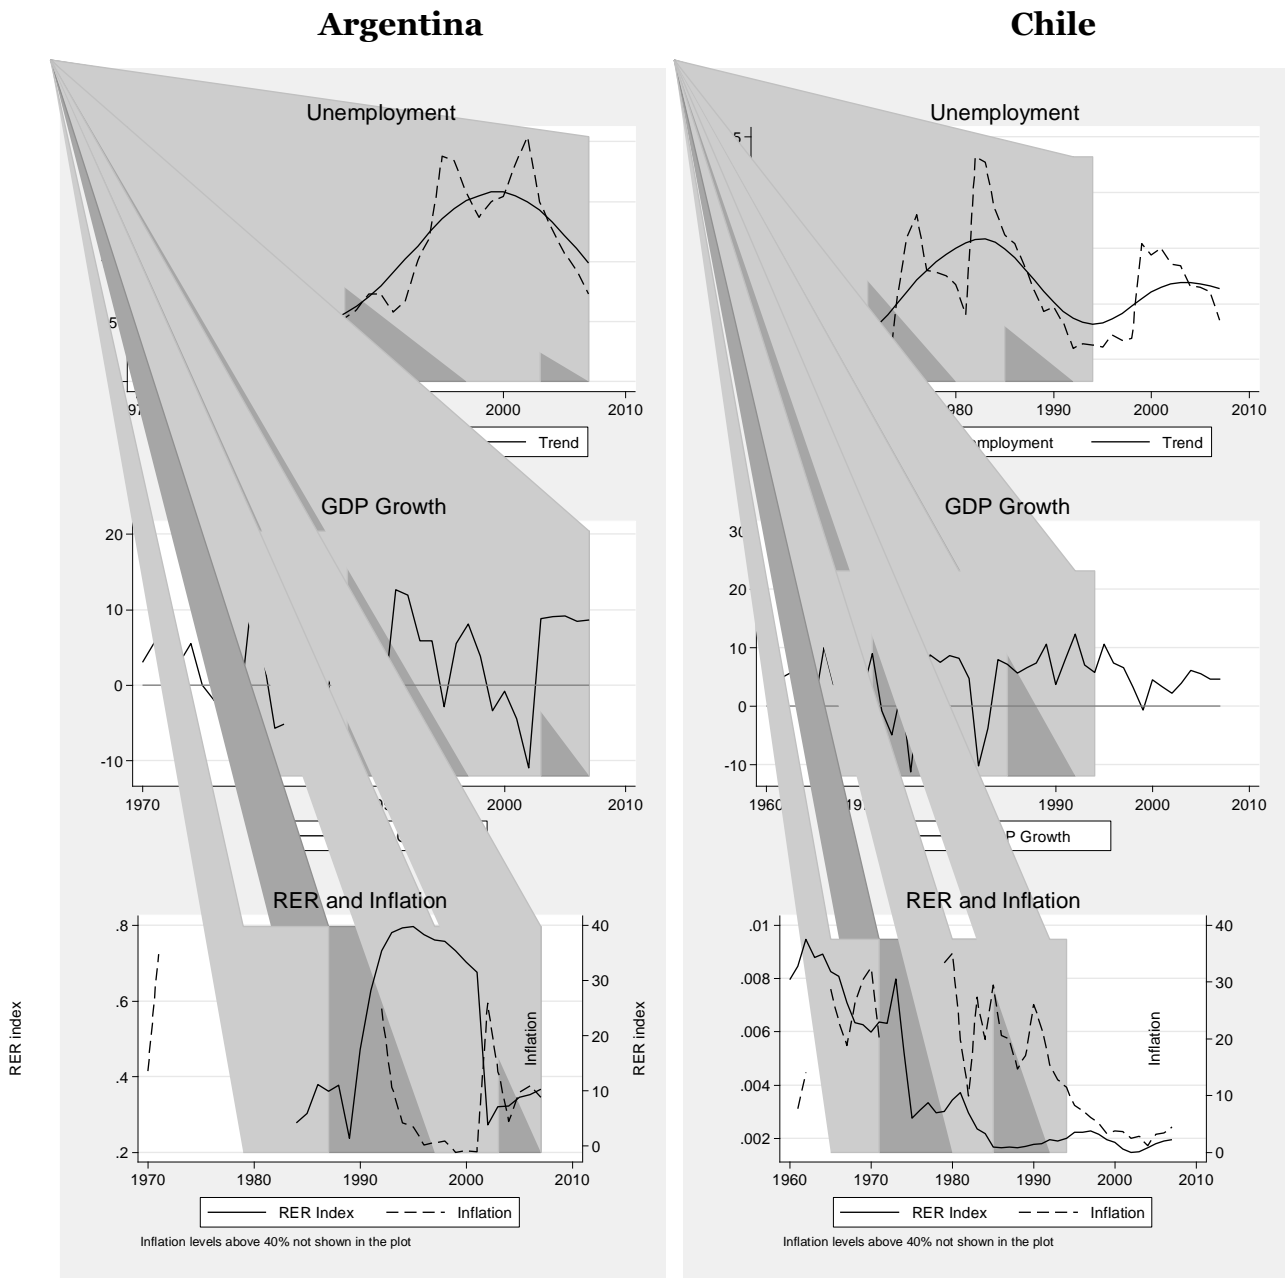 Argentina
Chile
Unemployment
5
2000
2010
Trend
Unemployment
5
1990
2000
2010
Trend
GDP Growth
20
10
0
-10
1970
2000
2010
GDP Growth
20
10
0
-10
1960
1990
2000
2010
Growth
RER and Inflation
RER index
.8
.6
.4
.2
Inflation
40
30
20
10
0
1970
1980
1990
2000
2010
RER Index
Inflation
Inflation levels above 40% not shown in the plot
RER and Inflation
RER index
.01
.008
.006
.004
.002
Inflation
40
30
20
10
0
1960
1970
1980
1990
2000
2010
RER Index
Inflation
Inflation levels above 40% not shown in the plot